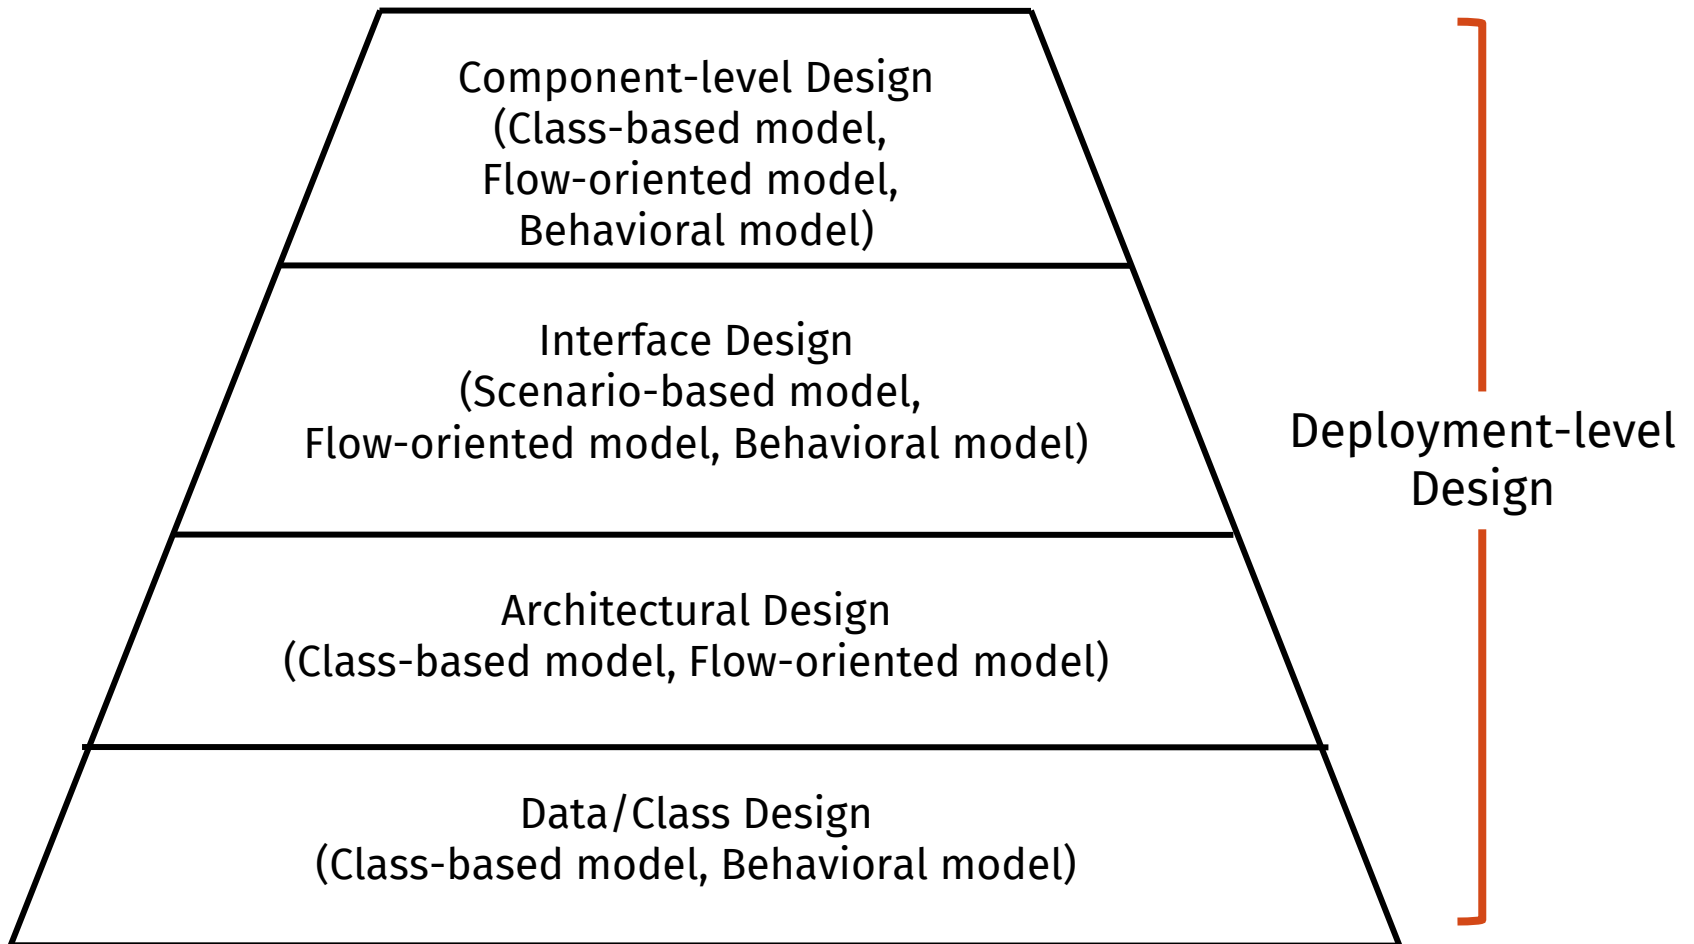 Component-level Design
(Class-based model,
Flow-oriented model,
Behavioral model)
Interface Design
(Scenario-based model,
Flow-oriented model, Behavioral model)
Deployment-level
Design
Architectural Design
(Class-based model, Flow-oriented model)
Data/Class Design
(Class-based model, Behavioral model)